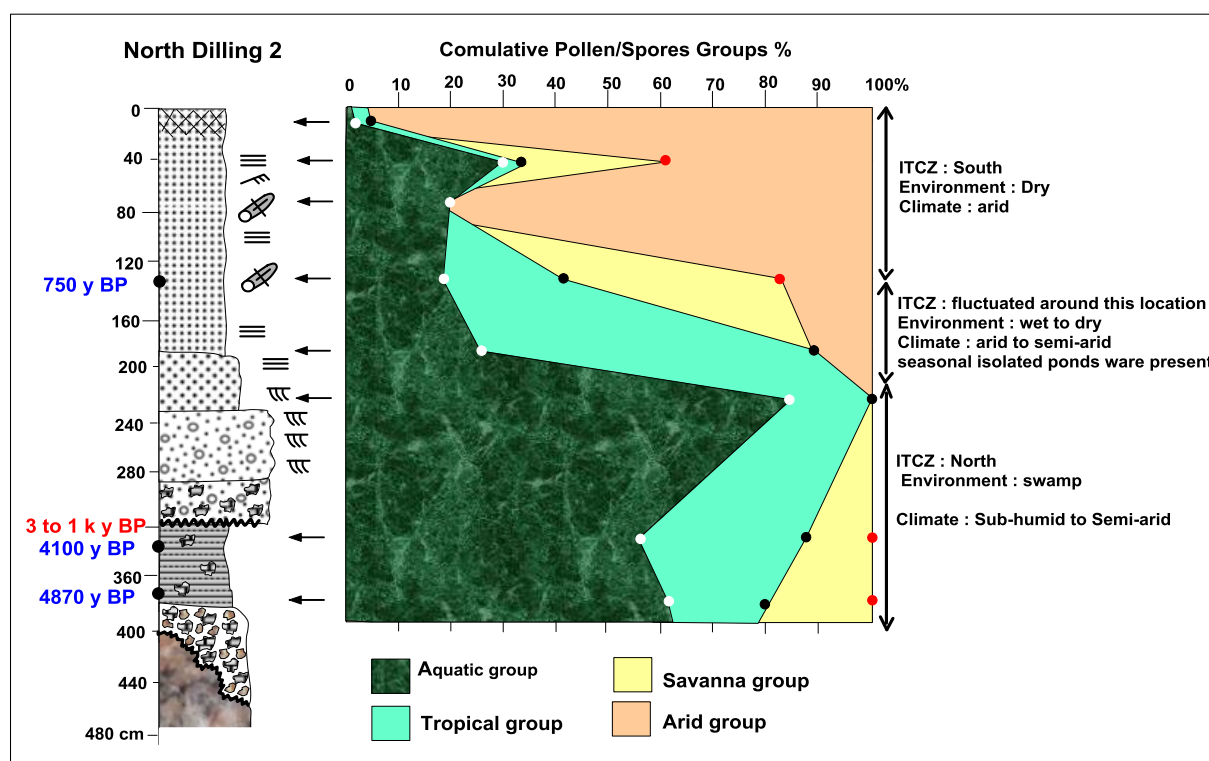 North Dilling 2
Comulative Pollen/Spores Groups %
0 10 20 30 40 50 60 70 80 90 100%
0
40
80
120
750 y BP
160
200
240
280
3 to 1 k y BP
4100 y BP
360
4870 y BP
400
440
480 cm
ITCZ : South
Environment : Dry
Climate : arid
ITCZ : fluctuated around this location
Environment : wet to dry
Climate : arid to semi-arid
seasonal isolated ponds ware present
ITCZ : North
Environment : swamp
Climate : Sub-humid to Semi-arid
Aquatic group
Savanna group
Tropical group
Arid group